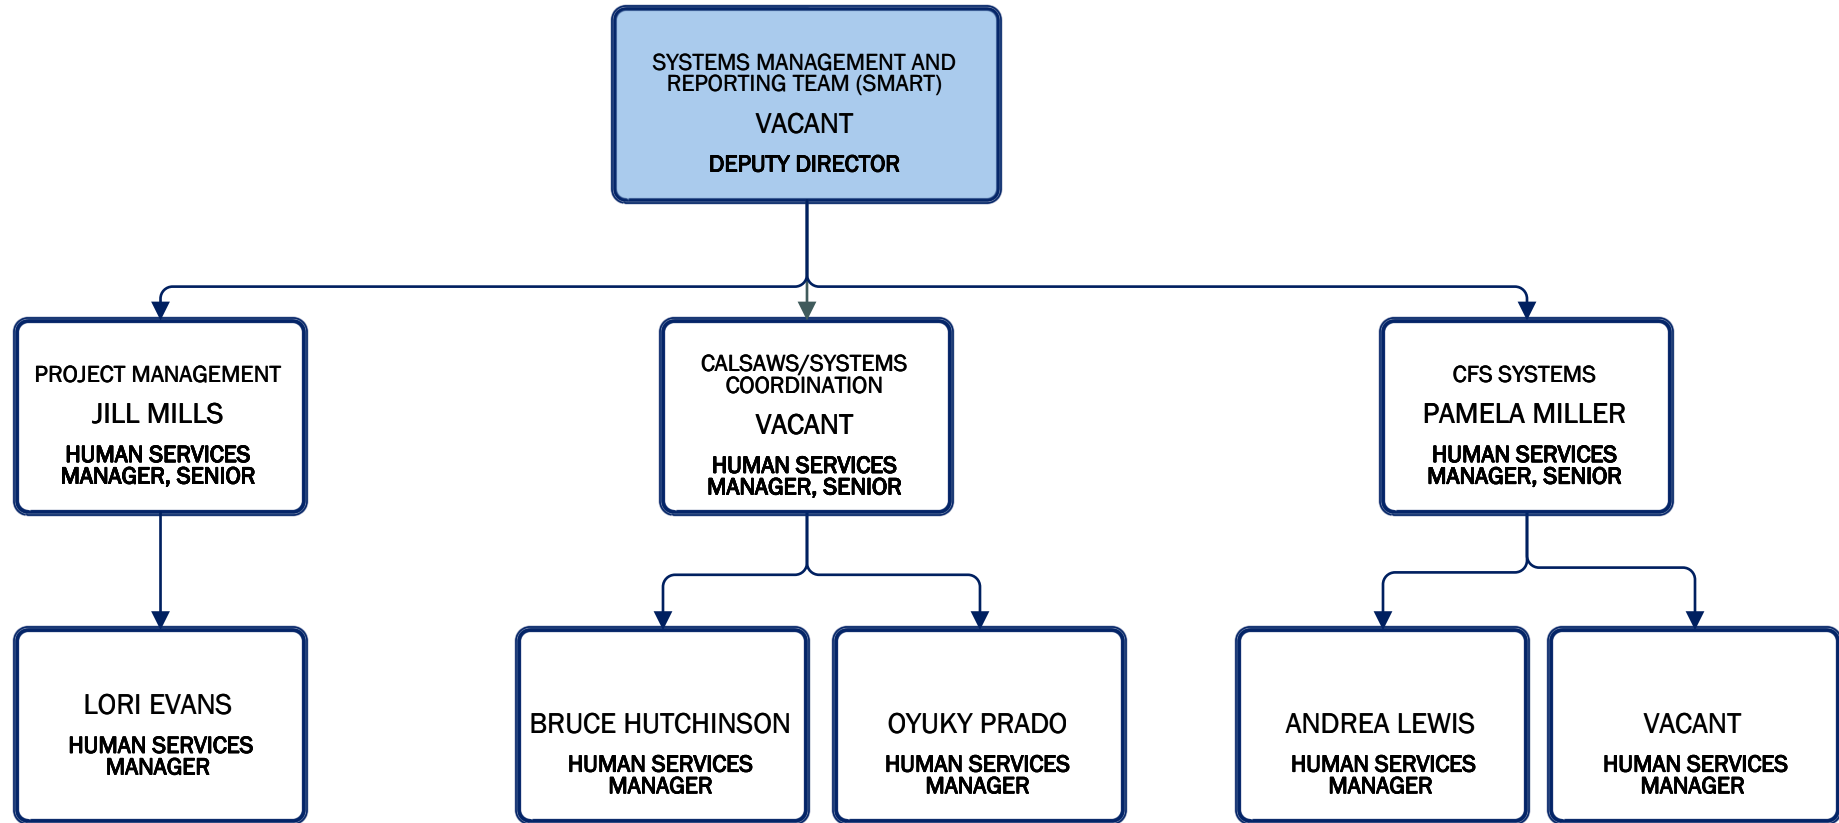 SYSTEMS MANAGEMENT AND
REPORTING TEAM (SMART)
VACANT
DEPUTY DIRECTOR
PROJECT MANAGEMENT
JILL MILLS
HUMAN SERVICES
MANAGER, SENIOR
CALSAWS/SYSTEMS
COORDINATION
VACANT
HUMAN SERVICES
MANAGER, SENIOR
CFS SYSTEMS
PAMELA MILLER
HUMAN SERVICES
MANAGER, SENIOR
LORI EVANS
HUMAN SERVICES
MANAGER
BRUCE HUTCHINSON
HUMAN SERVICES
MANAGER
OYUKY PRADO
HUMAN SERVICES
MANAGER
ANDREA LEWIS
HUMAN SERVICES
MANAGER
VACANT
HUMAN SERVICES
MANAGER